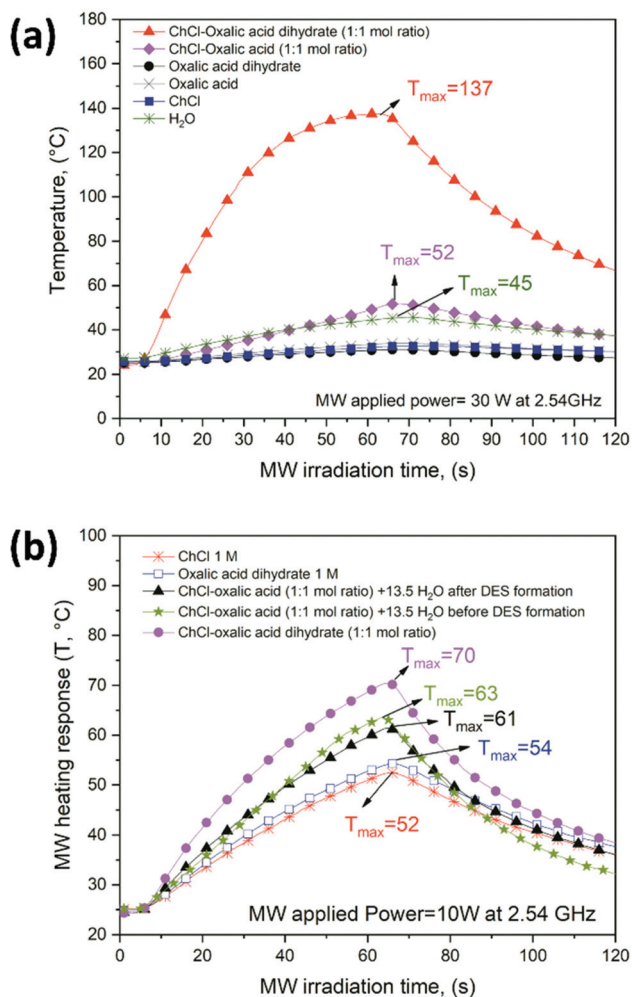 (a)
ChCl-Oxalic acid dihydrate (1:1 mol ratio)
ChCl-Oxalic acid (1:1 mol ratio)
Oxalic acid dihydrate
Oxalic acid
ChCl
H₂O
Tmax=137
Tmax=52
Tmax=45
Temperature, (°C)
180
160
140
120
100
80
60
40
20
0
MW applied power= 30 W at 2.54GHz
0 10 20 30 40 50 60 70 80 90 100 110 120
MW irradiation time, (s)
(b)
ChCl 1 M
Oxalic acid dihydrate 1 M
ChCl-oxalic acid (1:1 mol ratio) +13.5 H₂O after DES formation
ChCl-oxalic acid (1:1 mol ratio) +13.5 H₂O before DES formation
ChCl-oxalic acid dihydrate (1:1 mol ratio)
Tmax=70
Tmax=63
Tmax=61
Tmax=54
Tmax=52
MW heating response (T, °C)
100
90
80
70
60
50
40
30
20
MW applied Power=10W at 2.54 GHz
0 20 40 60 80 100 120
MW irradiation time, (s)